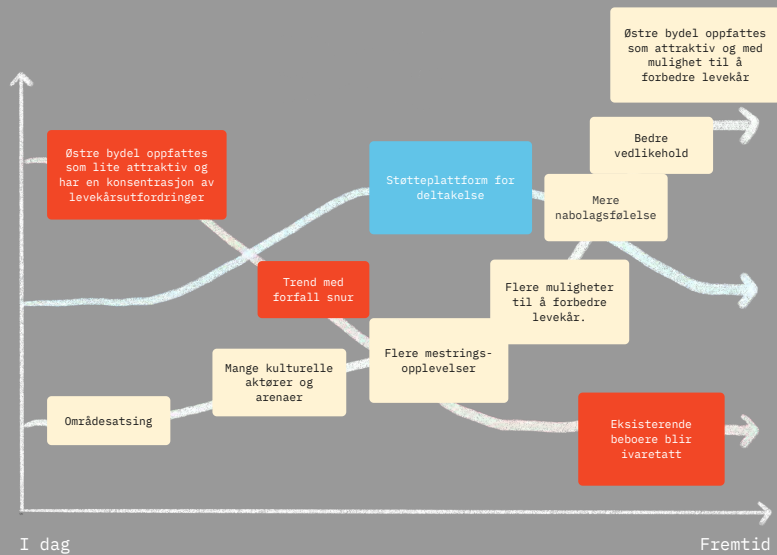 Østre bydel oppfattes
som attraktiv og med
mulighet til å
forbedre levekår
Bedre
vedlikehold
Østre bydel oppfattes
som lite attraktiv og
har en konsentrasjon av
levekårsutfordringer
Støtteplattform for
deltakelse
Mere
nabolagsfølelse
Trend med
forfall snur
Flere muligheter
til å forbedre
levekår.
Flere mestrings-
opplevelser
Mange kulturelle
aktører og
arenaer
Områdesatsing
Eksisterende
beboere blir
ivaretatt
I dag
Fremtid